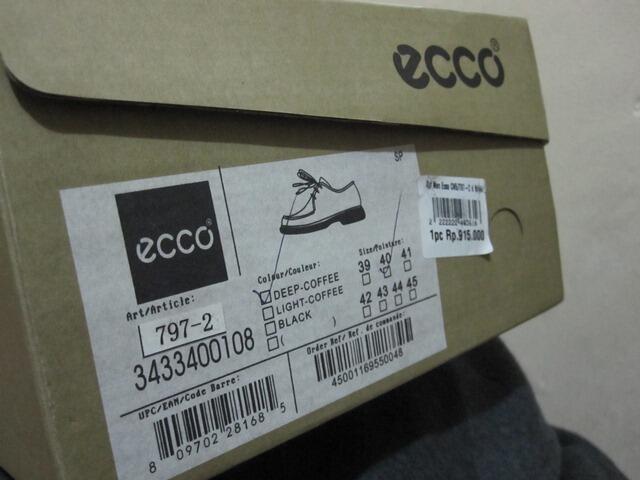 ecco®
SP
ecco®
Colour/Couleur:
DEEP-COFFEE
LIGHT-COFFEE
BLACK
( )
Size/Pointure:
39 40 41
42 43 44 45
1pc Rp.915.000
Art/Article:
797-2
3433400108
UPC/EAN/Code Barre:
8 09702 28168 5
Order Ref/ Ref. de commande:
45001169550048